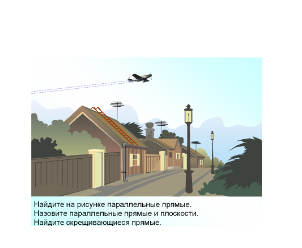 Найдите на рисунке параллельные прямые.
Назовите параллельные прямые и плоскости.
Найдите скрещивающиеся прямые.